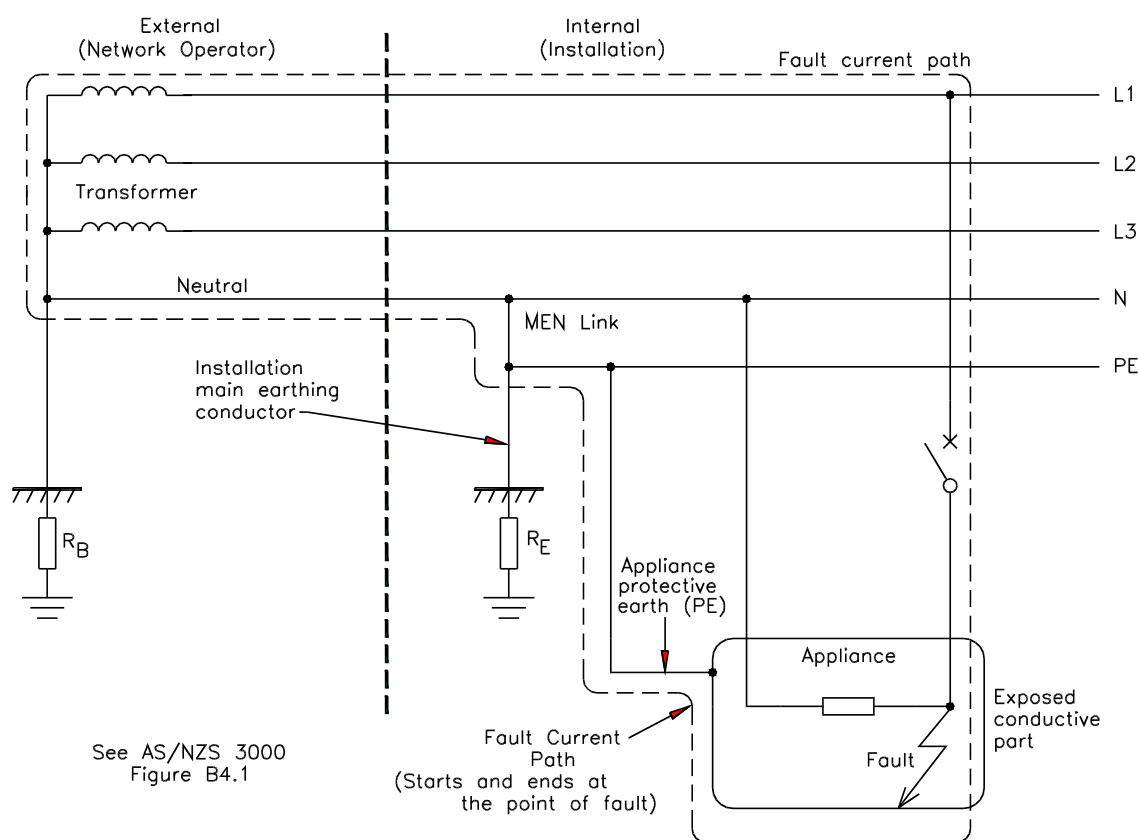 External
(Network Operator)
Internal
(Installation)
Fault current path
L1
L2
Transformer
L3
Neutral
N
MEN Link
PE
Installation
main earthing
conductor
RB
RE
Appliance
protective
earth (PE)
Appliance
Exposed
conductive
part
Fault
Fault Current
Path
(Starts and ends at
the point of fault)
See AS/NZS 3000
Figure B4.1